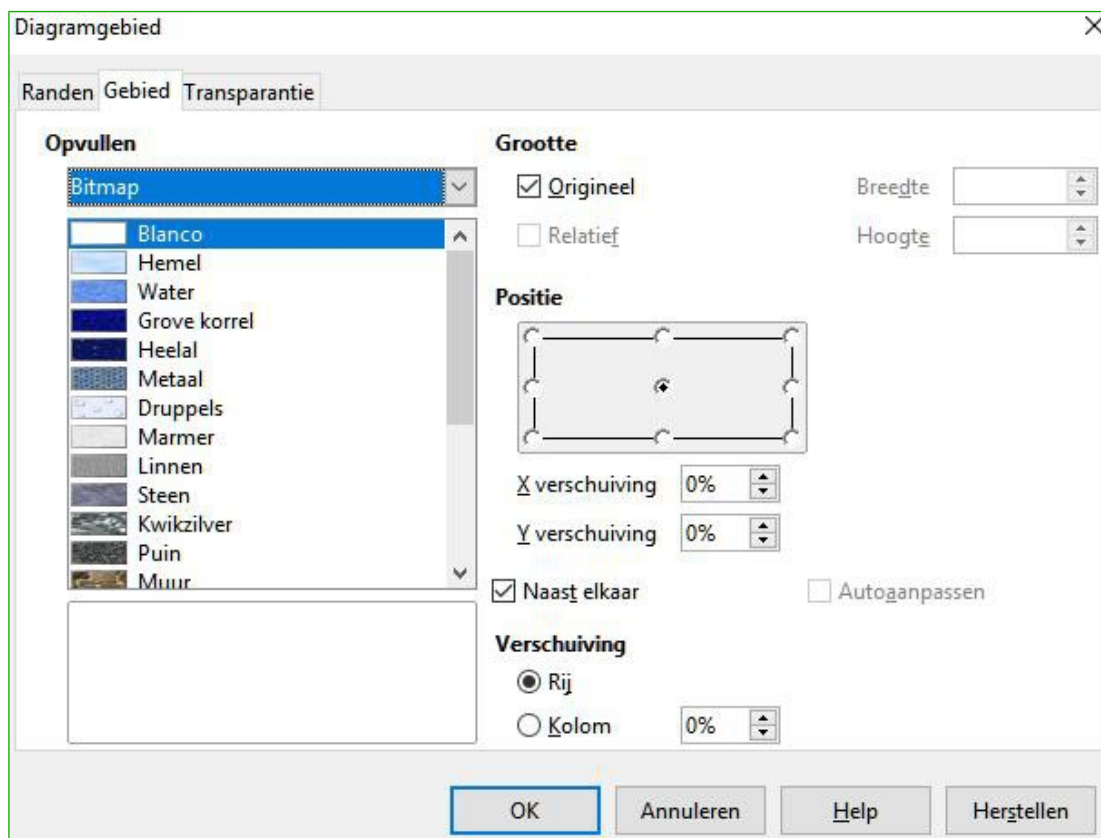 Diagramgebied
Randen Gebied Transparantie
Opvullen
Bitmap
Blanco
Hemel
Water
Grove korrel
Heelal
Metaal
Druppels
Marmer
Linnen
Steen
Kwikzilver
Puin
Muur
Grootte
Origineel
Breedte
Relatief
Hoogte
Positie
X verschuiving 0%
Y verschuiving 0%
Naast elkaar
Autoaanpassen
Verschuiving
Rij
Kolom 0%
OK Annuleren Help Herstellen